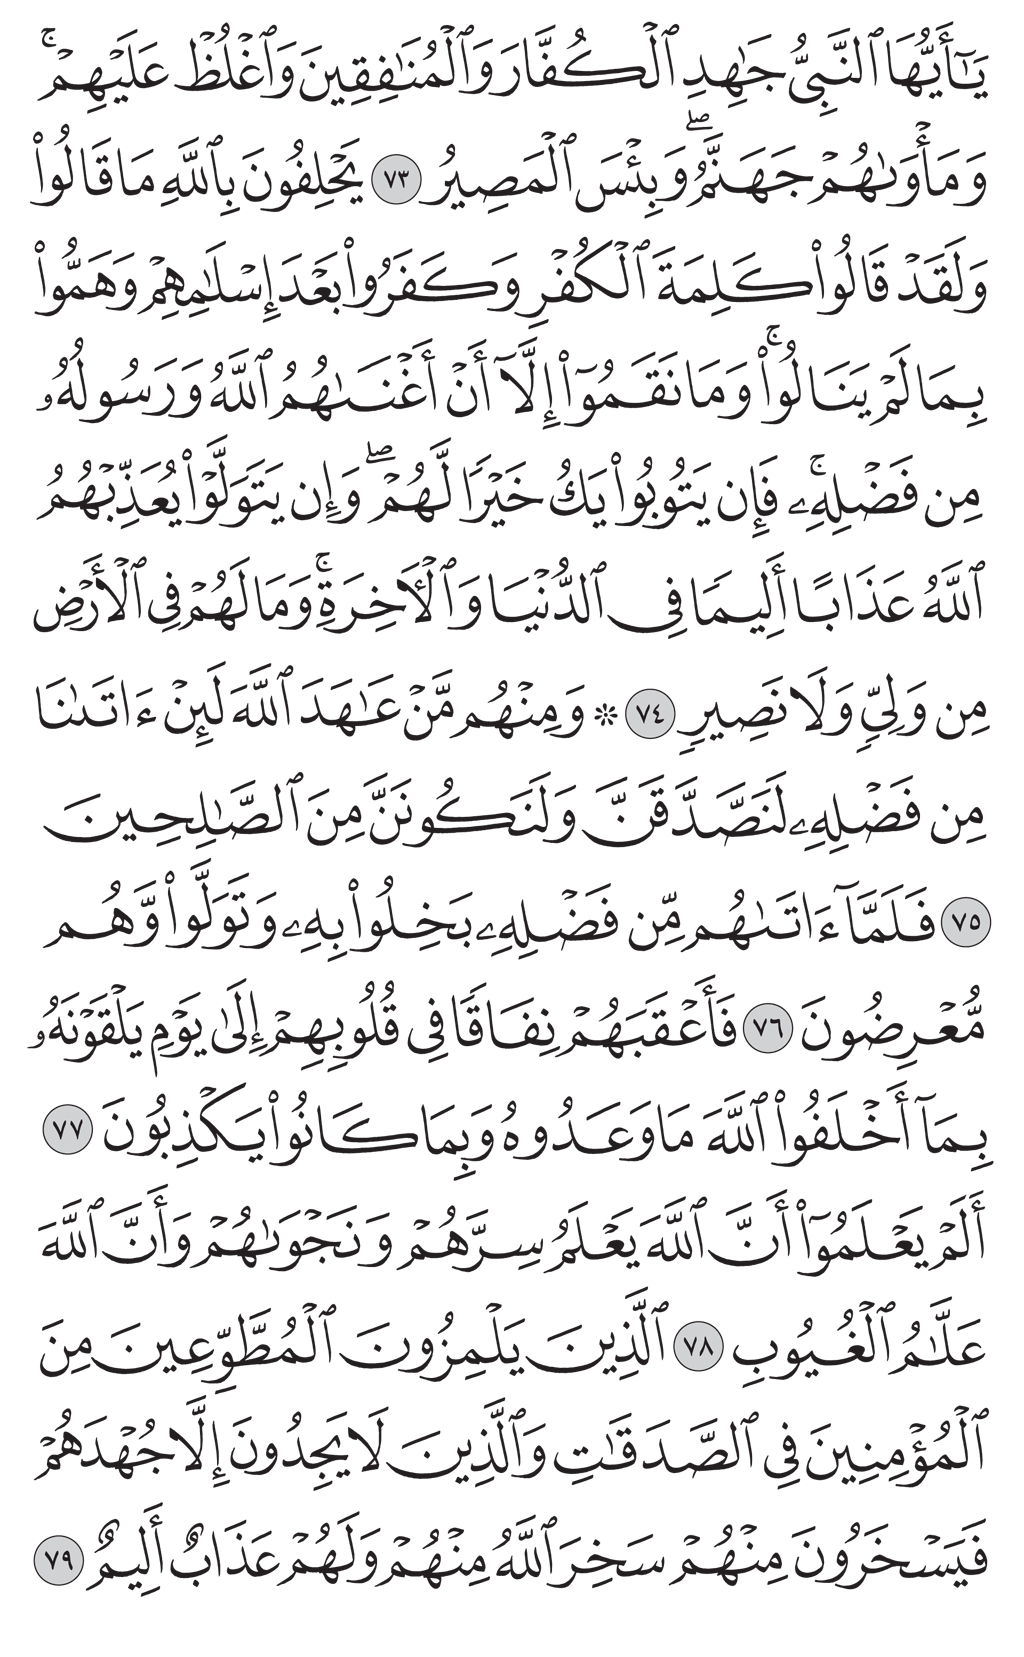 يَـٰٓأَيُّهَا ٱلنَّبِىُّ جَـٰهِدِ ٱلْكُفَّارَ وَٱلْمُنَـٰفِقِينَ وَٱغْلُظْ عَلَيْهِمْ ۚ
وَمَأْوَىٰهُمْ جَهَنَّمُ ۖ وَبِئْسَ ٱلْمَصِيرُ ٧٣ يَحْلِفُونَ بِٱللَّهِ مَا قَالُوا۟
وَلَقَدْ قَالُوا۟ كَلِمَةَ ٱلْكُفْرِ وَكَفَرُوا۟ بَعْدَ إِسْلَـٰمِهِمْ وَهَمُّوا۟
بِمَا لَمْ يَنَالُوا۟ ۚ وَمَا نَقَمُوٓا۟ إِلَّآ أَنْ أَغْنَىٰهُمُ ٱللَّهُ وَرَسُولُهُۥ
مِن فَضْلِهِۦ ۚ فَإِن يَتُوبُوا۟ يَكُ خَيْرًا لَّهُمْ ۖ وَإِن يَتَوَلَّوْا۟ يُعَذِّبْهُمُ
ٱللَّهُ عَذَابًا أَلِيمًا فِى ٱلدُّنْيَا وَٱلْـَٔاخِرَةِ ۚ وَمَا لَهُمْ فِى ٱلْأَرْضِ
مِن وَلِىٍّ وَلَا نَصِيرٍ ٧٤ ۞ وَمِنْهُم مَّنْ عَـٰهَدَ ٱللَّهَ لَئِنْ ءَاتَىٰنَا
مِن فَضْلِهِۦ لَنَصَّدَّقَنَّ وَلَنَكُونَنَّ مِنَ ٱلصَّـٰلِحِينَ
٧٥ فَلَمَّآ ءَاتَىٰهُم مِّن فَضْلِهِۦ بَخِلُوا۟ بِهِۦ وَتَوَلَّوا۟ وَّهُم
مُّعْرِضُونَ ٧٦ فَأَعْقَبَهُمْ نِفَاقًا فِى قُلُوبِهِمْ إِلَىٰ يَوْمِ يَلْقَوْنَهُۥ
بِمَآ أَخْلَفُوا۟ ٱللَّهَ مَا وَعَدُوهُ وَبِمَا كَانُوا۟ يَكْذِبُونَ ٧٧
أَلَمْ يَعْلَمُوٓا۟ أَنَّ ٱللَّهَ يَعْلَمُ سِرَّهُمْ وَنَجْوَىٰهُمْ وَأَنَّ ٱللَّهَ
عَلَّـٰمُ ٱلْغُيُوبِ ٧٨ ٱلَّذِينَ يَلْمِزُونَ ٱلْمُطَّوِّعِينَ مِنَ
ٱلْمُؤْمِنِينَ فِى ٱلصَّدَقَـٰتِ وَٱلَّذِينَ لَا يَجِدُونَ إِلَّا جُهْدَهُمْ
فَيَسْخَرُونَ مِنْهُمْ سَخِرَ ٱللَّهُ مِنْهُمْ وَلَهُمْ عَذَابٌ أَلِيمٌ ٧٩